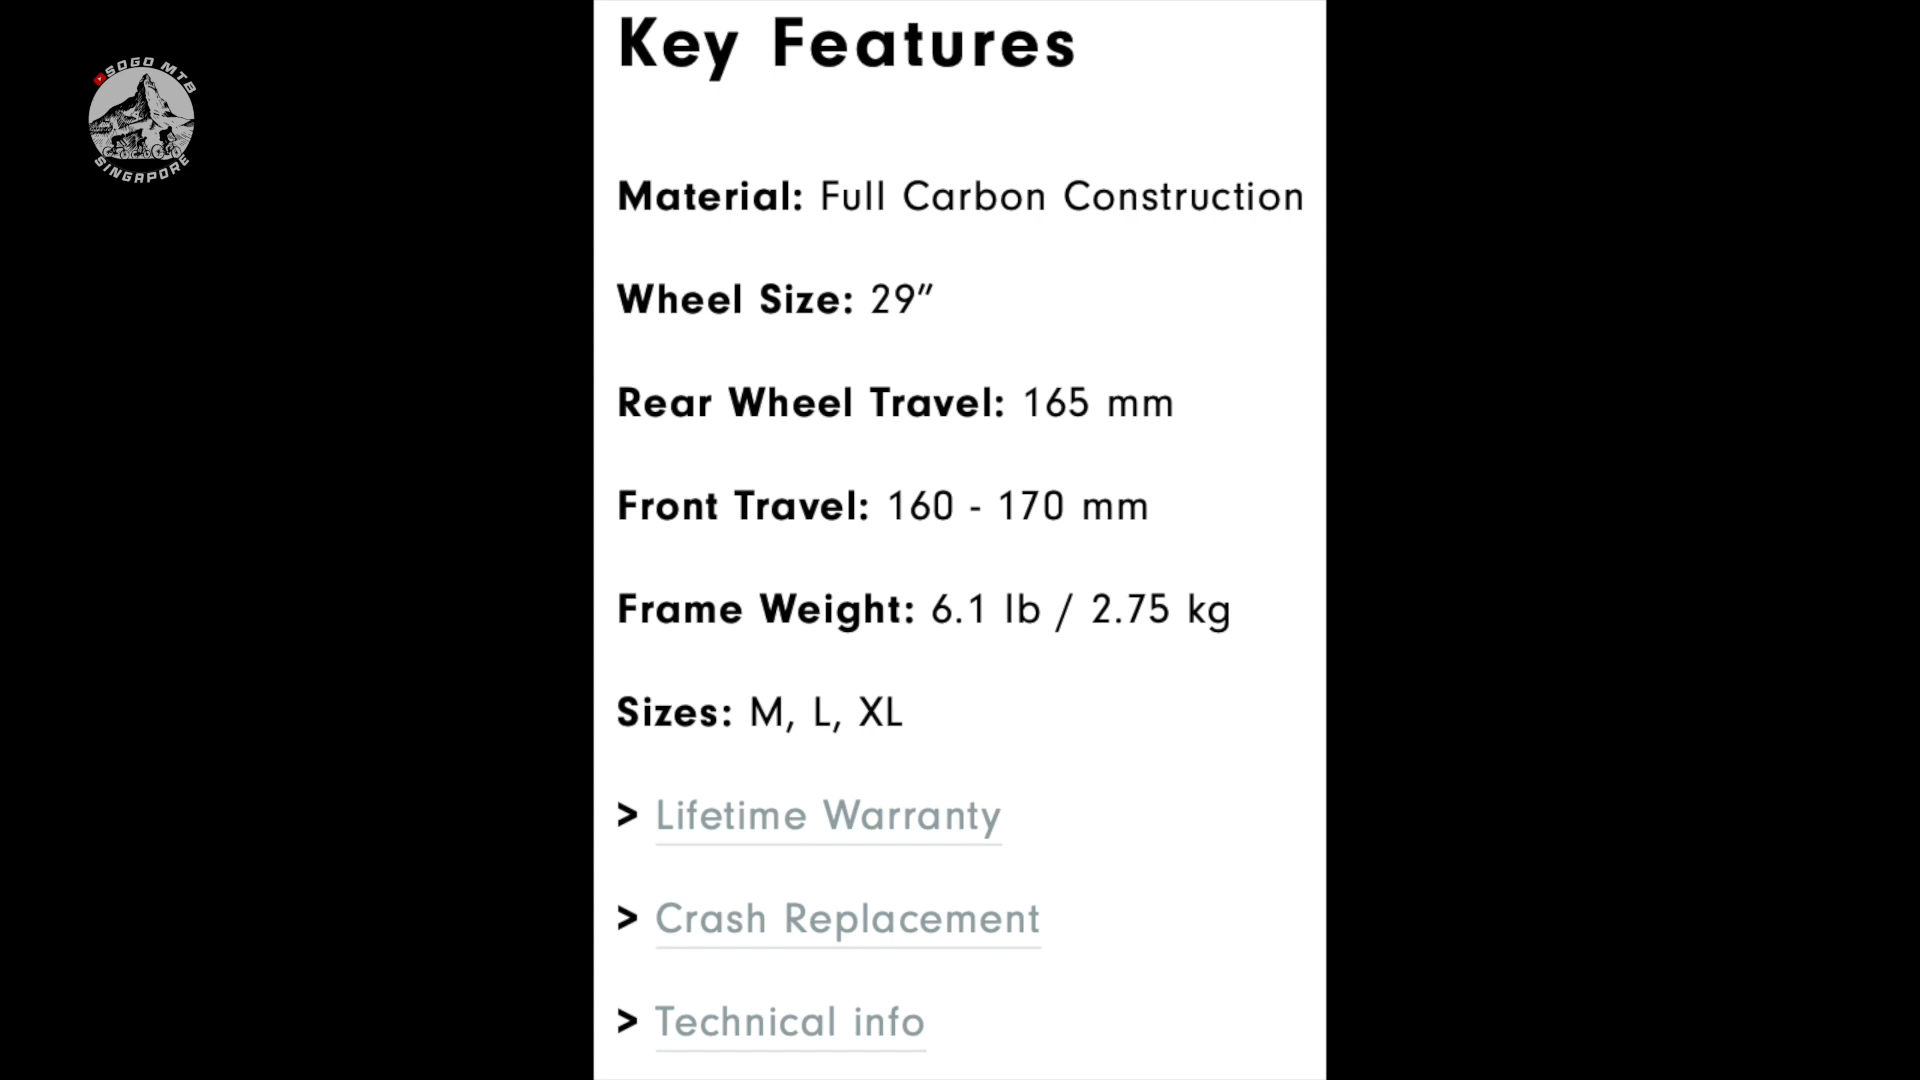 SOGO MTB
SINGAPORE
Key Features
Material: Full Carbon Construction
Wheel Size: 29”
Rear Wheel Travel: 165 mm
Front Travel: 160 - 170 mm
Frame Weight: 6.1 lb / 2.75 kg
Sizes: M, L, XL
> Lifetime Warranty
> Crash Replacement
> Technical info